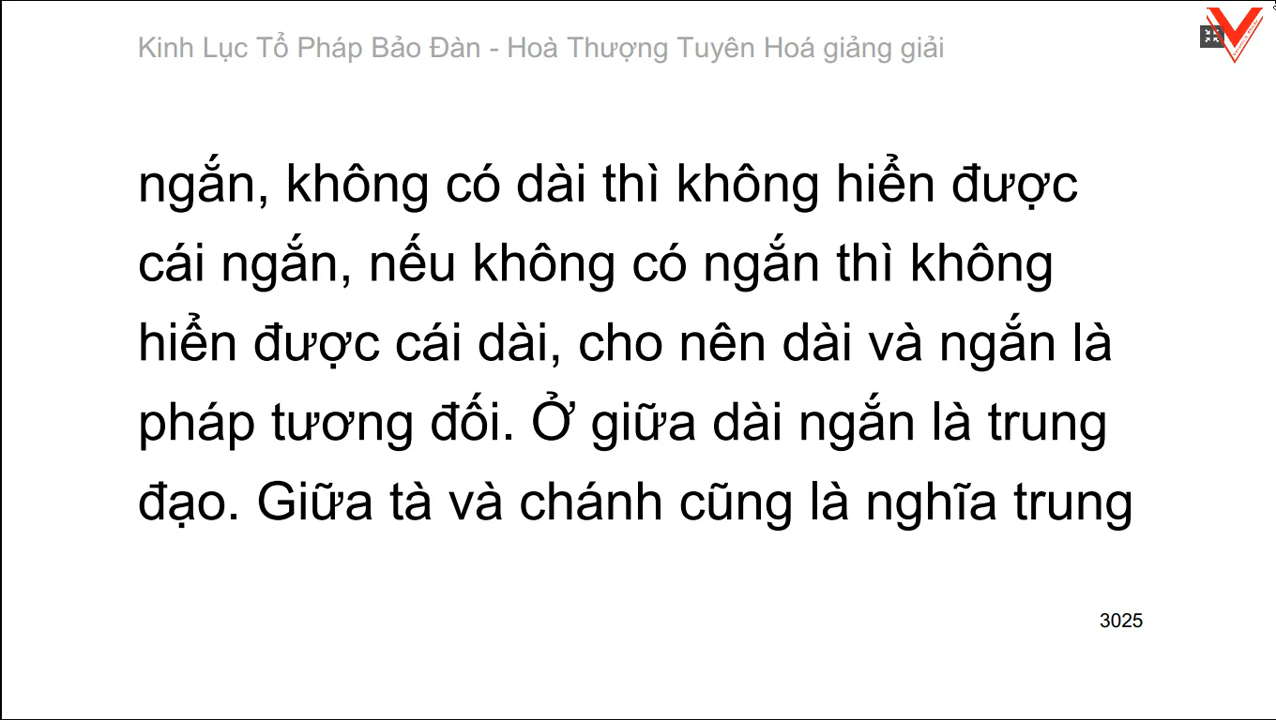 Kinh Lục Tổ Pháp Bảo Đàn - Hoà Thượng Tuyên Hoá giảng giải
ngắn, không có dài thì không hiển được
cái ngắn, nếu không có ngắn thì không
hiển được cái dài, cho nên dài và ngắn là
pháp tương đối. Ở giữa dài ngắn là trung
đạo. Giữa tà và chánh cũng là nghĩa trung
3025